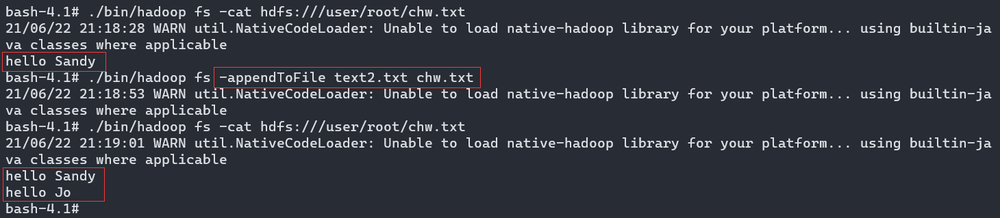 bash-4.1# ./bin/hadoop fs -cat hdfs:///user/root/chw.txt
21/06/22 21:18:28 WARN util.NativeCodeLoader: Unable to load native-hadoop library for your platform... using builtin-ja
va classes where applicable
hello Sandy
bash-4.1# ./bin/hadoop fs -appendToFile text2.txt chw.txt
21/06/22 21:18:53 WARN util.NativeCodeLoader: Unable to load native-hadoop library for your platform... using builtin-ja
va classes where applicable
bash-4.1# ./bin/hadoop fs -cat hdfs:///user/root/chw.txt
21/06/22 21:19:01 WARN util.NativeCodeLoader: Unable to load native-hadoop library for your platform... using builtin-ja
va classes where applicable
hello Sandy
hello Jo
bash-4.1#